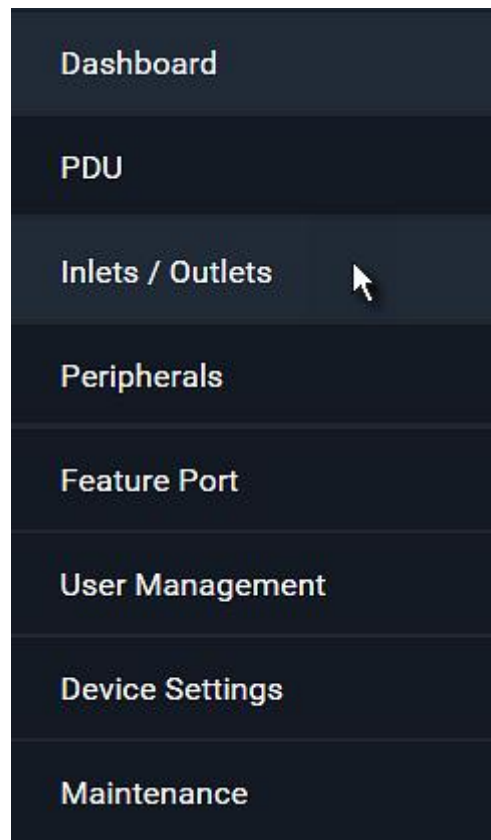 Dashboard
PDU
Inlets / Outlets
Peripherals
Feature Port
User Management
Device Settings
Maintenance